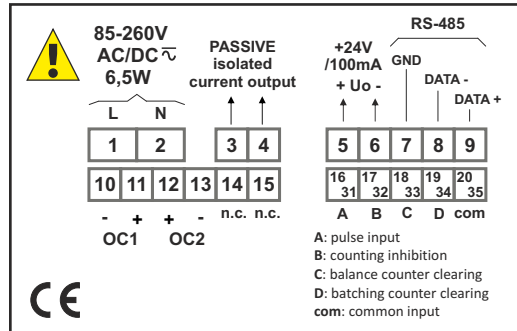 85-260V
AC/DC
6,5W
L N
PASSIVE
isolated
current output
+24V
/100mA
+ Uo -
RS-485
GND
DATA -
DATA +
1 2 3 4 5 6 7 8 9
10 11 12 13 14 15
16 17 18 19 20
31 32 33 34 35
- + + - n.c. n.c.
OC1 OC2
A B C D com
A: pulse input
B: counting inhibition
C: balance counter clearing
D: batching counter clearing
com: common input
CE